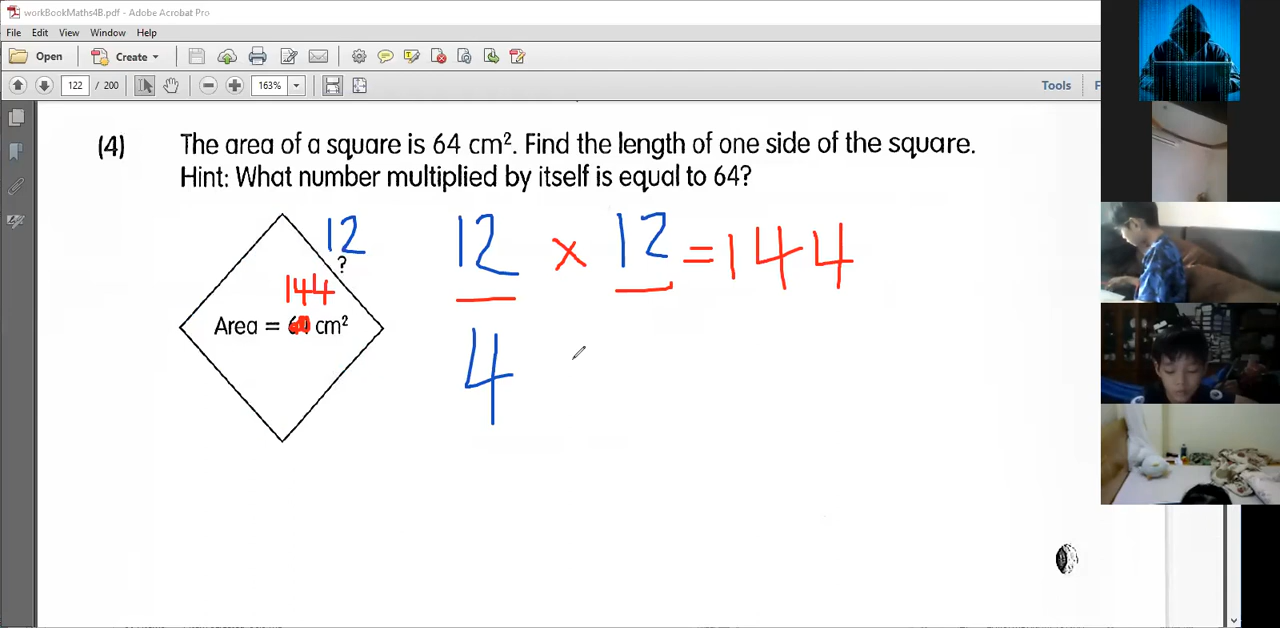 workBookMaths4B.pdf - Adobe Acrobat Pro
File Edit View Window Help
Open Create
122 / 200 163% Tools
(4) The area of a square is 64 cm². Find the length of one side of the square.
Hint: What number multiplied by itself is equal to 64?
12
?
144
Area = cm²
12 x 12 = 144
4